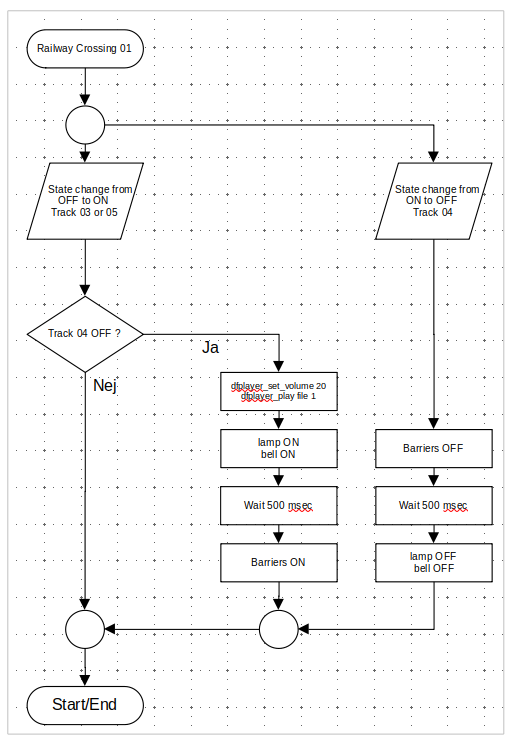 Railway Crossing 01
State change from
OFF to ON
Track 03 or 05
State change from
ON to OFF
Track 04
Track 04 OFF ?
Ja
Nej
dfplayer_set_volume 20
dfplayer_play file 1
lamp ON
bell ON
Barriers OFF
Wait 500 msec
Wait 500 msec
Barriers ON
lamp OFF
bell OFF
Start/End